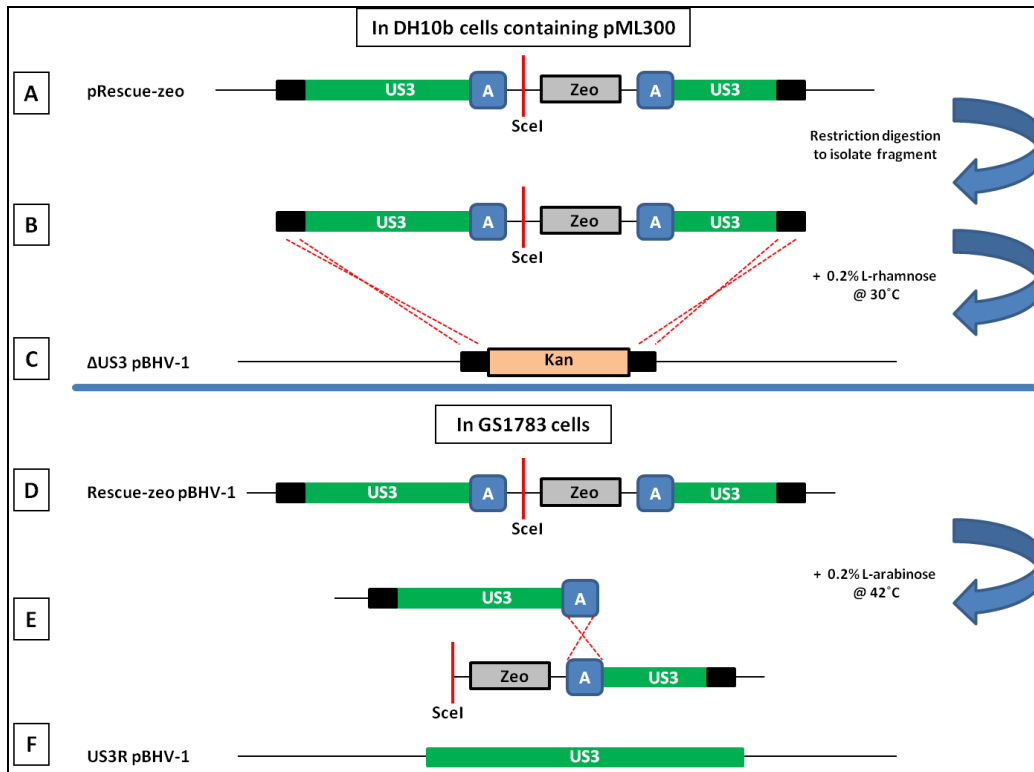 In DH10b cells containing pML300
A
pRescue-zeo
US3
A
Zeo
A
US3
SceI
Restriction digestion
to isolate fragment
B
US3
A
Zeo
A
US3
SceI
+ 0.2% L-rhamnose
@ 30˚C
C
ΔUS3 pBHV-1
Kan
In GS1783 cells
D
Rescue-zeo pBHV-1
US3
A
Zeo
A
US3
SceI
+ 0.2% L-arabinose
@ 42˚C
E
US3
A
Zeo
A
US3
SceI
F
US3R pBHV-1
US3